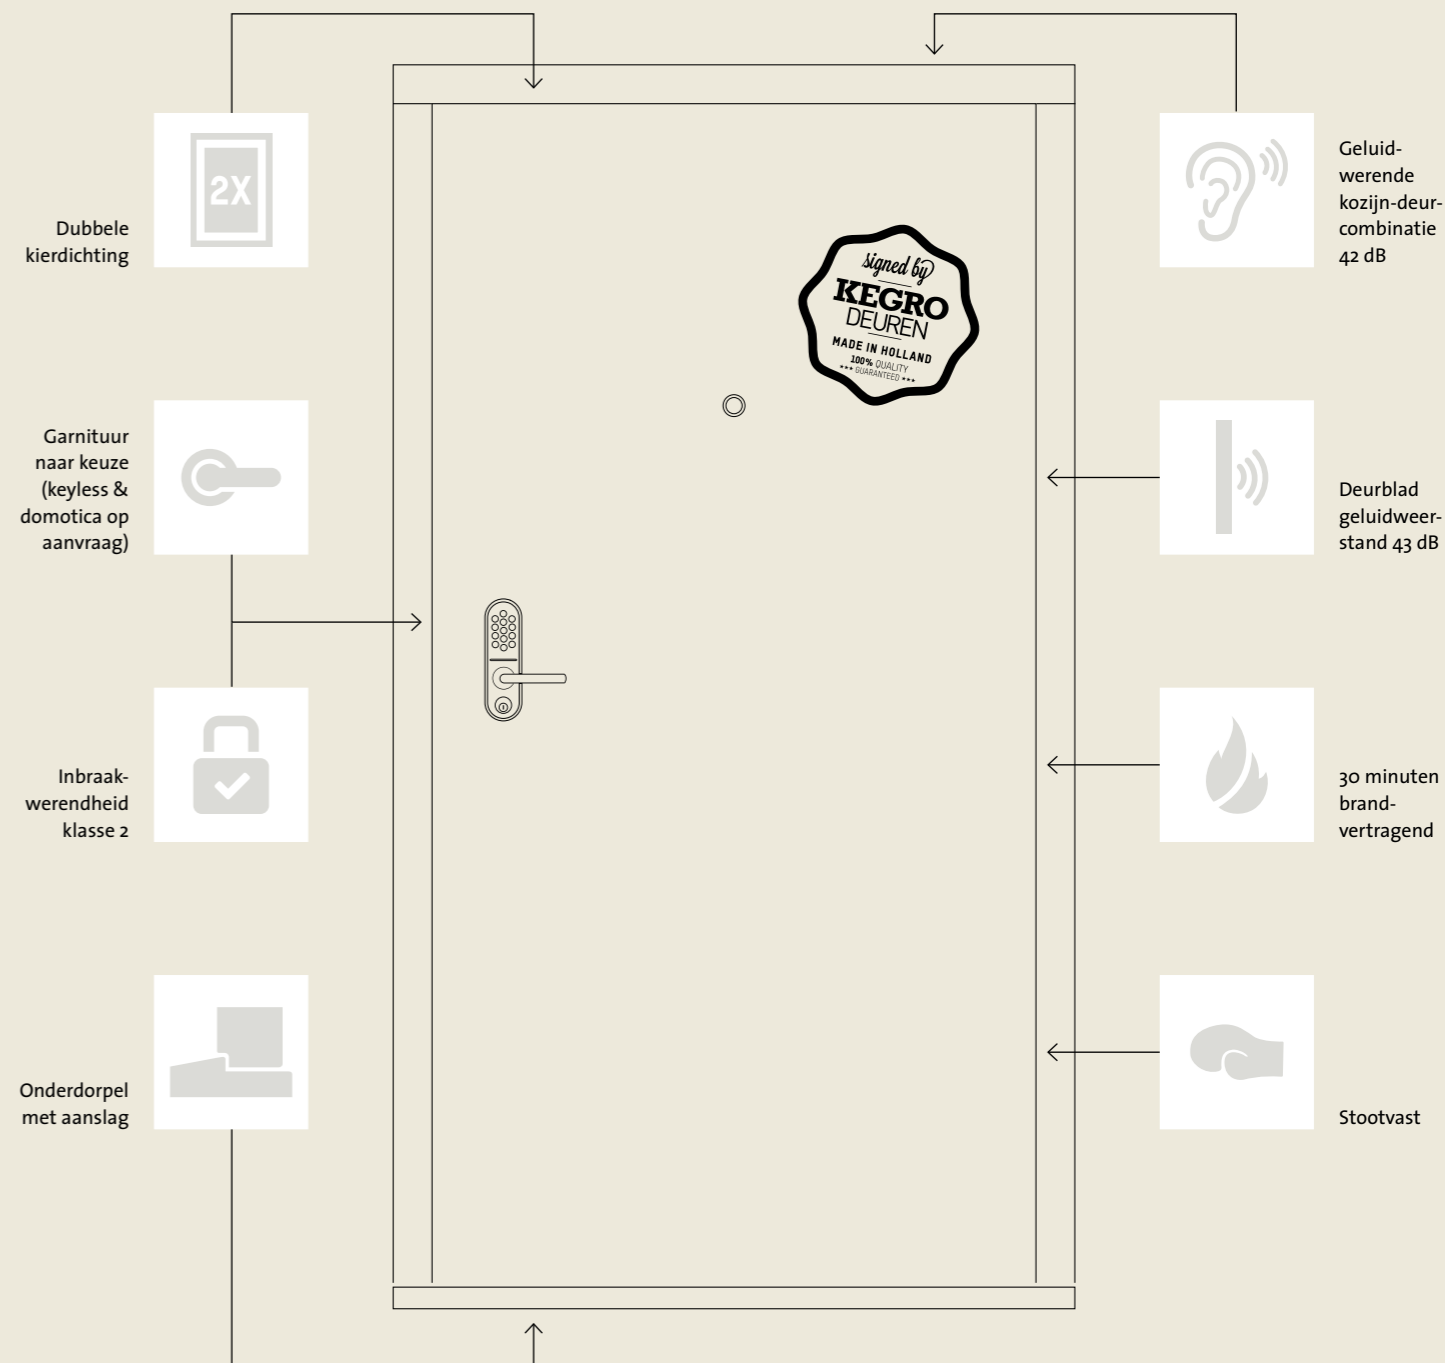 2X
Dubbele
kierdichting
Garnituur
naar keuze
(keyless &
domotica op
aanvraag)
Inbraak-
werendheid
klasse 2
Onderdorpel
met aanslag
signed by
KEGRO
DEUREN
MADE IN HOLLAND
100% QUALITY
*** GUARANTEED ***
Geluid-
werende
kozijn-deur-
combinatie
42 dB
Deurblad
geluidweer-
stand 43 dB
30 minuten
brand-
vertragend
Stootvast